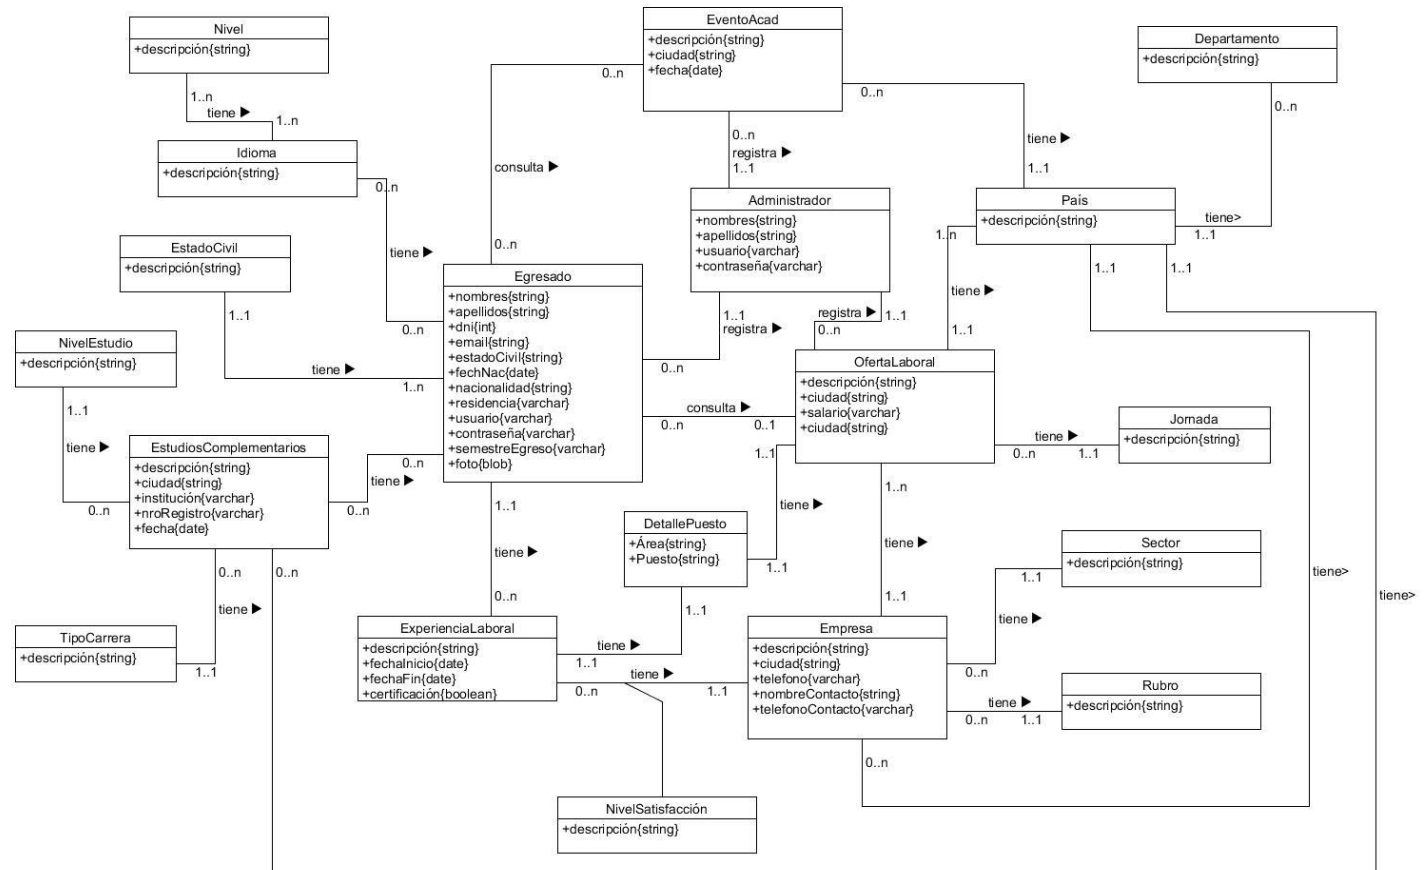 Nivel
+descripción{string}
1..n
tiene
1..n
Idioma
+descripción{string}
0..n
tiene
0..n
EstadoCivil
+descripción{string}
1..1
tiene
1..n
NivelEstudio
+descripción{string}
1..1
tiene
0..n
EstudiosComplementarios
+descripción{string}
+ciudad{string}
+institución{varchar}
+nroRegistro{varchar}
+fecha{date}
0..n
tiene
0..n
0..n
0..n
tiene
1..1
TipoCarrera
+descripción{string}
EventoAcad
+descripción{string}
+ciudad{string}
+fecha{date}
0..n
consulta
0..n
0..n
registra
1..1
0..n
tiene
1..1
Administrador
+nombres{string}
+apellidos{string}
+usuario{varchar}
+contraseña{varchar}
1..1
registra
0..n
registra
1..1
0..n
Departamento
+descripción{string}
0..n
tiene>
1..1
País
+descripción{string}
1..n
tiene
1..1
1..1
1..1
Egresado
+nombres{string}
+apellidos{string}
+dni{int}
+email{string}
+estadoCivil{string}
+fechNac{date}
+nacionalidad{string}
+residencia{varchar}
+usuario{varchar}
+contraseña{varchar}
+semestreEgreso{varchar}
+foto{blob}
consulta
0..n
0..1
1..1
tiene
0..n
OfertaLaboral
+descripción{string}
+ciudad{string}
+salario{varchar}
+ciudad{string}
tiene
0..n
1..1
Jornada
+descripción{string}
1..1
tiene
1..1
1..n
tiene
1..1
DetallePuesto
+Área{string}
+Puesto{string}
1..1
Sector
+descripción{string}
1..1
tiene
0..n
ExperienciaLaboral
+descripción{string}
+fechaInicio{date}
+fechaFin{date}
+certificación{boolean}
tiene
1..1
tiene
0..n
1..1
Empresa
+descripción{string}
+ciudad{string}
+telefono{varchar}
+nombreContacto{string}
+telefonoContacto{varchar}
tiene
0..n
1..1
Rubro
+descripción{string}
0..n
tiene>
tiene>
NivelSatisfacción
+descripción{string}